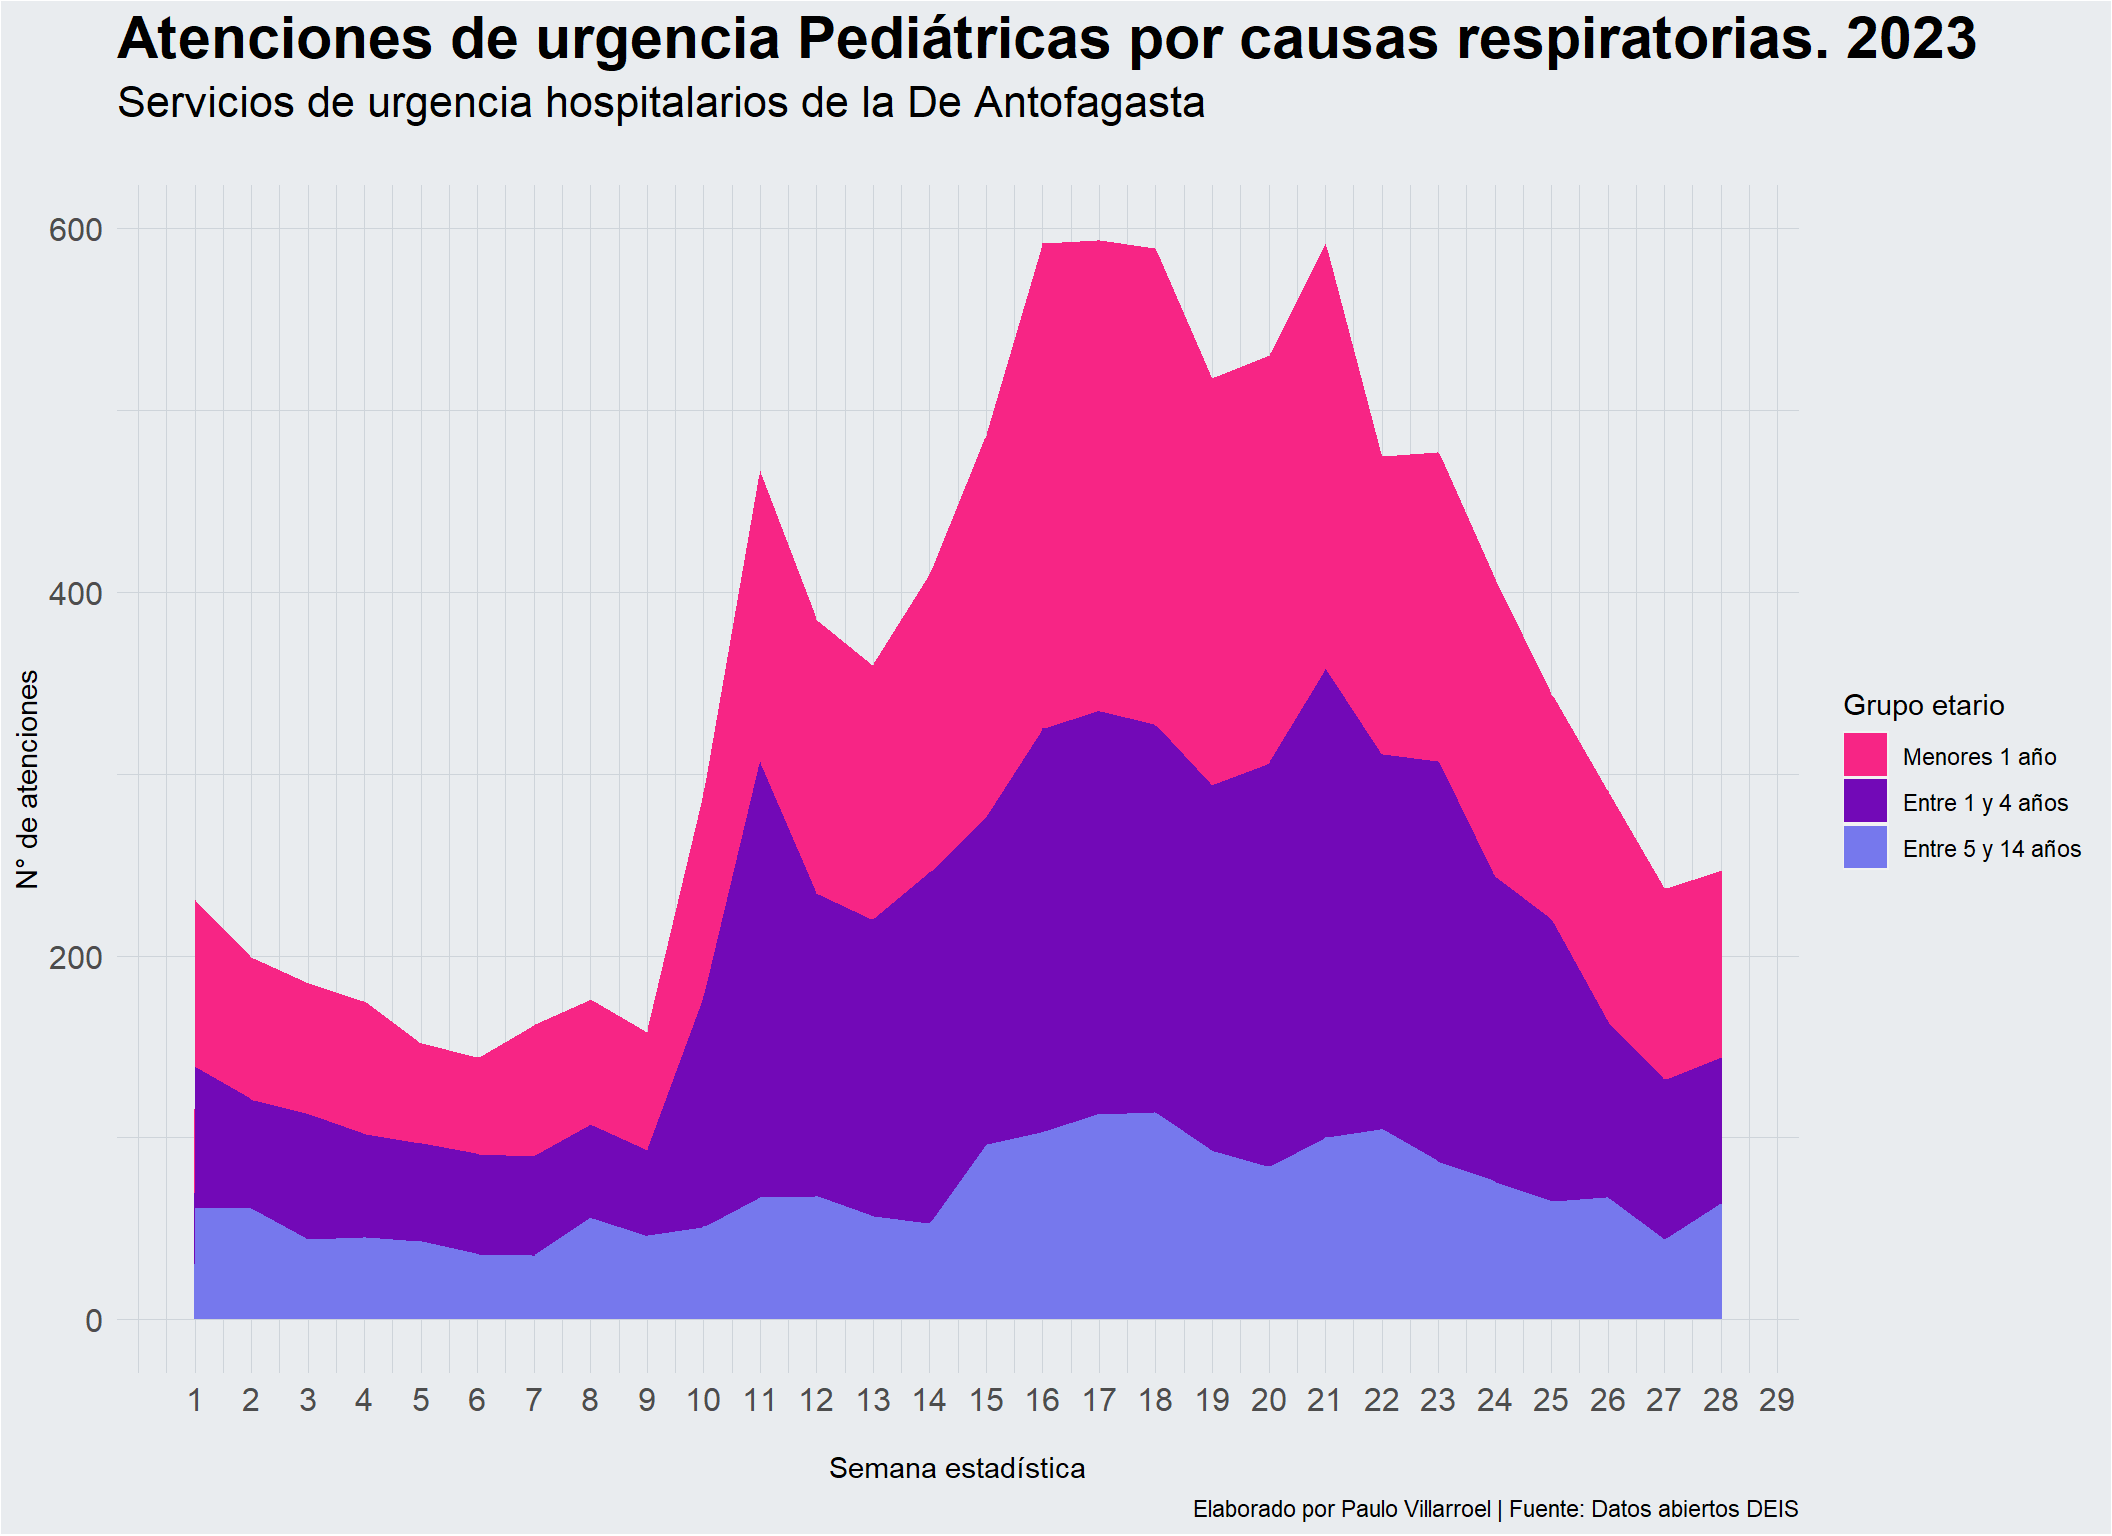 Atenciones de urgencia Pediátricas por causas respiratorias. 2023
Servicios de urgencia hospitalarios de la De Antofagasta
600
400
200
0
N° de atenciones
1 2 3 4 5 6 7 8 9 10 11 12 13 14 15 16 17 18 19 20 21 22 23 24 25 26 27 28 29
Semana estadística
Grupo etario
Menores 1 año
Entre 1 y 4 años
Entre 5 y 14 años
Elaborado por Paulo Villarroel | Fuente: Datos abiertos DEIS